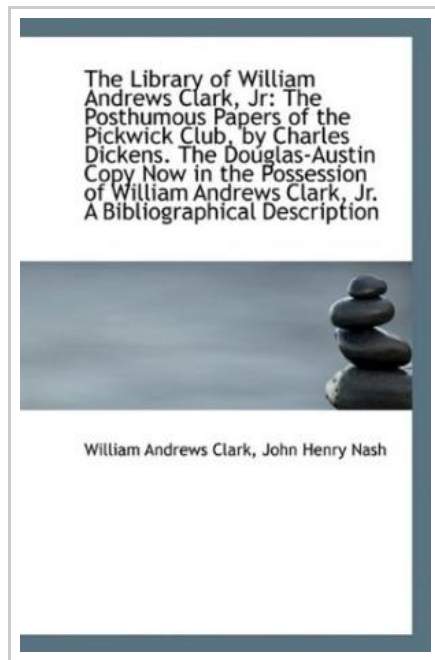 The Library of William
Andrews Clark, Jr: The
Posthumous Papers of the
Pickwick Club, by Charles
Dickens. The Douglas-Austin
Copy Now in the Possession
of William Andrews Clark, Jr.
A Bibliographical Description
William Andrews Clark, John Henry Nash